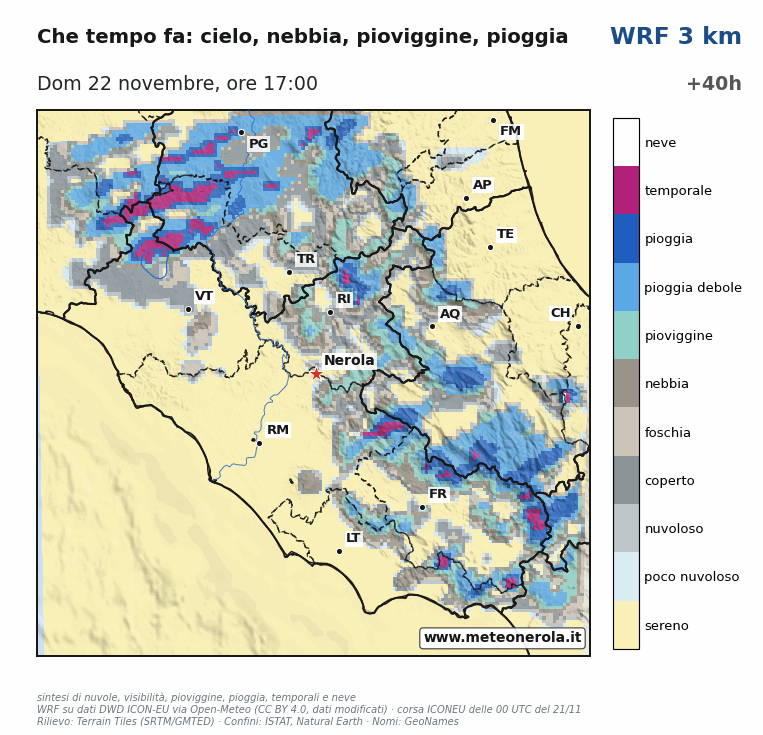 Che tempo fa: cielo, nebbia, pioviggine, pioggia
WRF 3 km
Dom 22 novembre, ore 17:00
+40h
FM
PG
AP
TE
TR
RI
VT
AQ
CH
Nerola
RM
FR
LT
www.meteonerola.it
neve
temporale
pioggia
pioggia debole
pioviggine
nebbia
foschia
coperto
nuvoloso
poco nuvoloso
sereno
sintesi di nuvole, visibilità, pioviggine, pioggia, temporali e neve
WRF su dati DWD ICON-EU via Open-Meteo (CC BY 4.0, dati modificati) · corsa ICONEU delle 00 UTC del 21/11
Rilievo: Terrain Tiles (SRTM/GMTED) · Confini: ISTAT, Natural Earth · Nomi: GeoNames